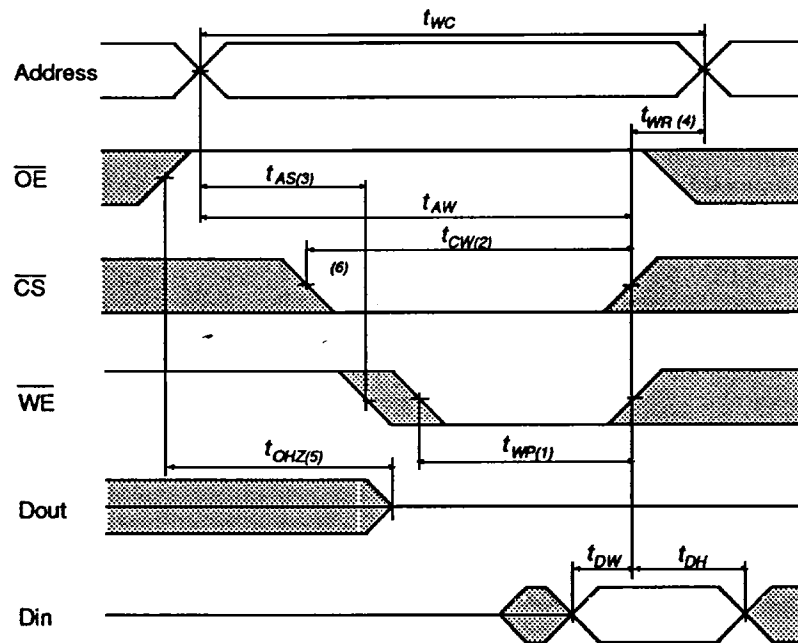 tWC
Address
tWR (4)
OE
tAS(3)
tAW
tCW(2)
(6)
CS
WE
tOHZ(5)
tWP(1)
Dout
tDW
tDH
Din